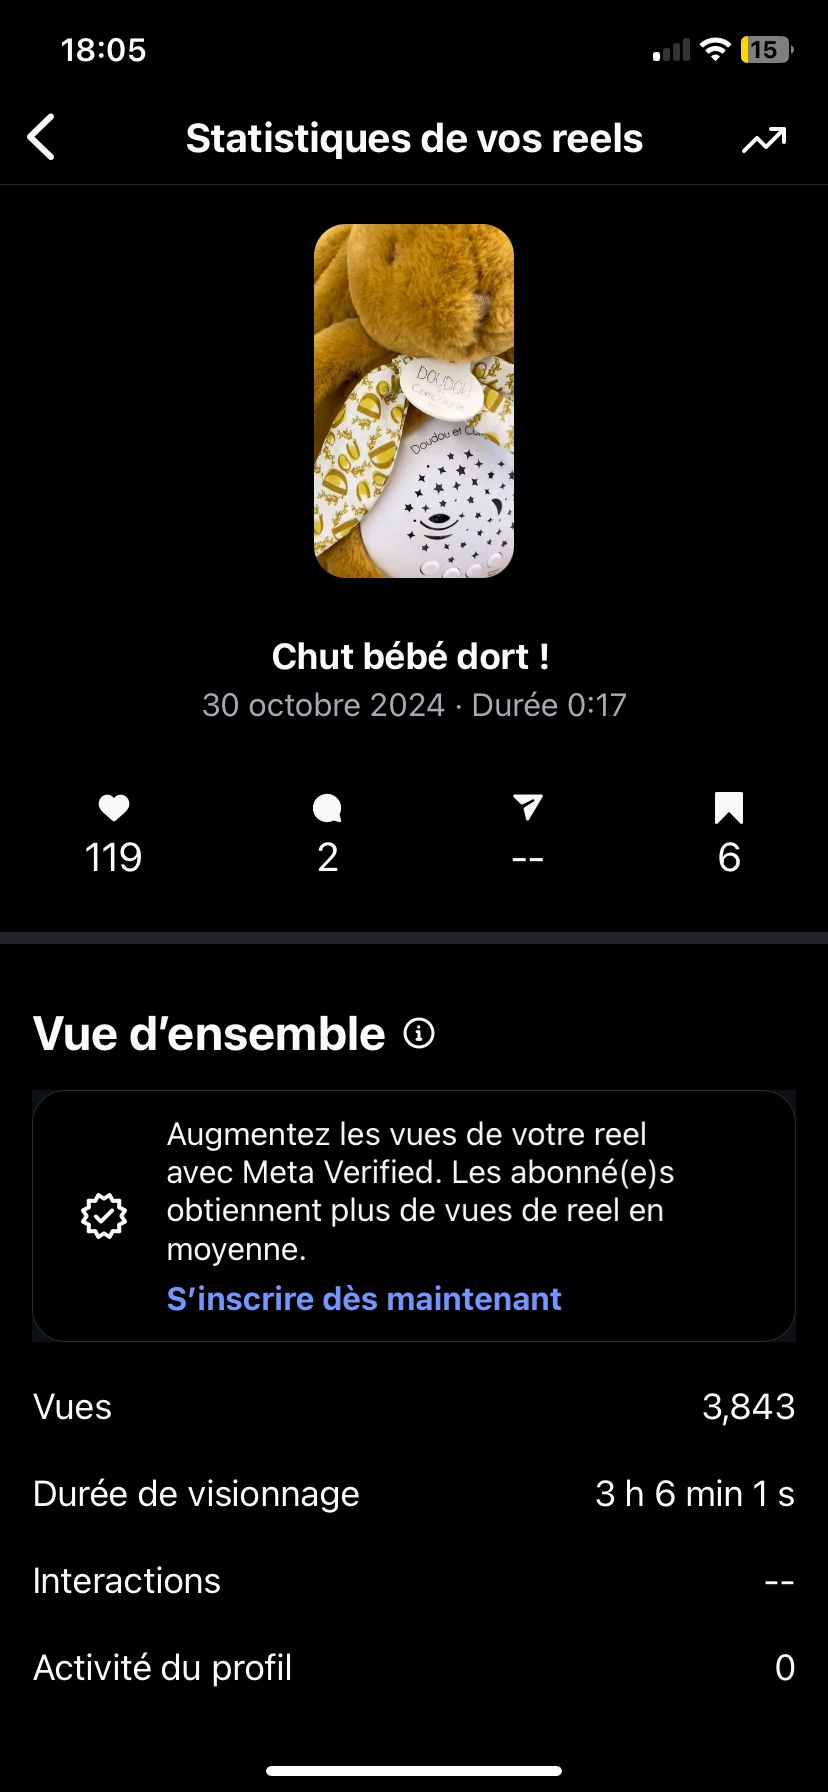 18:05
15
Statistiques de vos reels
DOUDOU
Doudou et
Chut bébé dort !
30 octobre 2024 · Durée 0:17
119 2 -- 6
Vue d’ensemble
Augmentez les vues de votre reel
avec Meta Verified. Les abonné(e)s
obtiennent plus de vues de reel en
moyenne.
S’inscrire dès maintenant
Vues 3,843
Durée de visionnage 3 h 6 min 1 s
Interactions --
Activité du profil 0